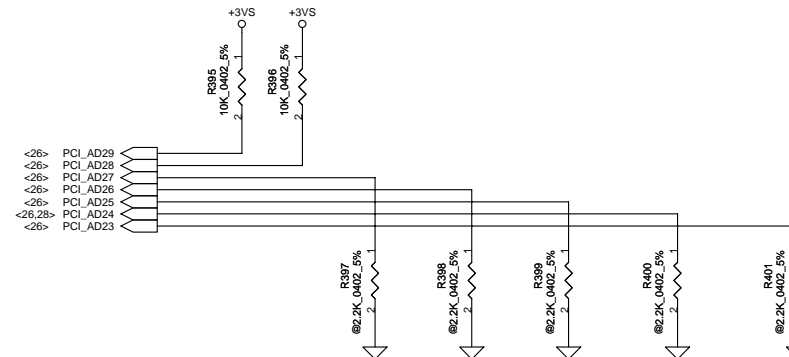 +3VS +3VS
R395
10K_0402_5%
1
2
R396
10K_0402_5%
1
2
<26> PCI_AD29
<26> PCI_AD28
<26> PCI_AD27
<26> PCI_AD26
<26> PCI_AD25
<26,28> PCI_AD24
<26> PCI_AD23
R397
@2.2K_0402_5%
1
2
R398
@2.2K_0402_5%
1
2
R399
@2.2K_0402_5%
1
2
R400
@2.2K_0402_5%
1
2
R401
@2.2K_0402_5%
1
2